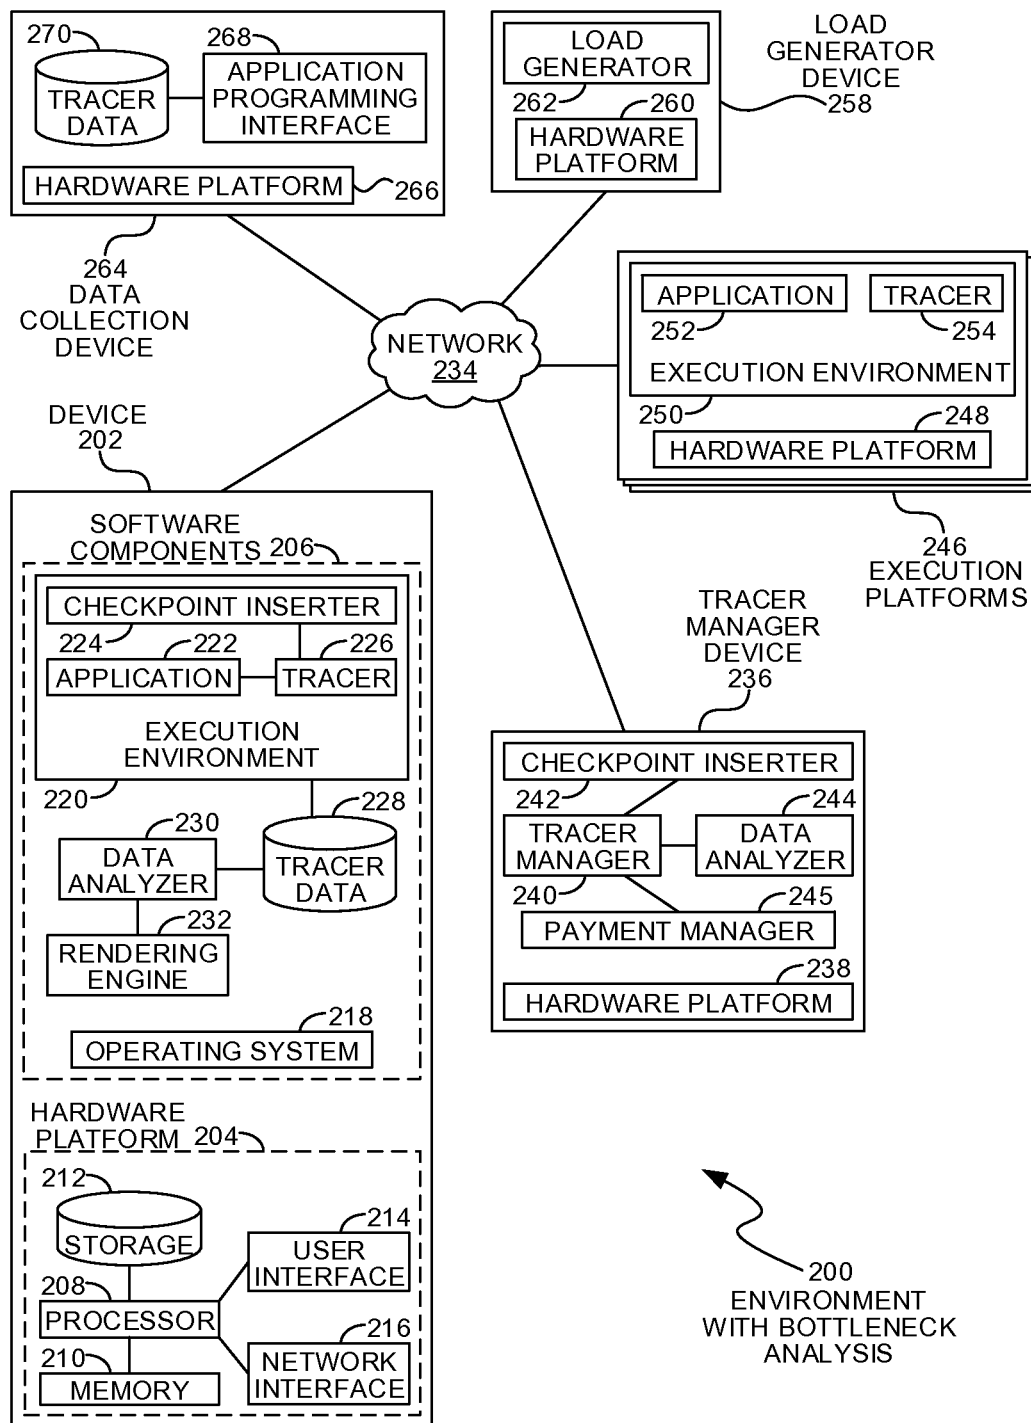 270
268
TRACER
DATA
APPLICATION
PROGRAMMING
INTERFACE
HARDWARE PLATFORM
266
264
DATA
COLLECTION
DEVICE
LOAD
GENERATOR
262
260
HARDWARE
PLATFORM
LOAD
GENERATOR
DEVICE
258
NETWORK
234
APPLICATION
TRACER
252
254
EXECUTION ENVIRONMENT
250
248
HARDWARE PLATFORM
246
EXECUTION
PLATFORMS
DEVICE
202
SOFTWARE
COMPONENTS 206
CHECKPOINT INSERTER
224
222
226
APPLICATION
TRACER
EXECUTION
ENVIRONMENT
220
228
230
DATA
ANALYZER
TRACER
DATA
232
RENDERING
ENGINE
218
OPERATING SYSTEM
HARDWARE
PLATFORM 204
212
STORAGE
214
USER
INTERFACE
208
PROCESSOR
216
NETWORK
INTERFACE
210
MEMORY
TRACER
MANAGER
DEVICE
236
CHECKPOINT INSERTER
242
244
TRACER
MANAGER
DATA
ANALYZER
240
245
PAYMENT MANAGER
238
HARDWARE PLATFORM
200
ENVIRONMENT
WITH BOTTLENECK
ANALYSIS